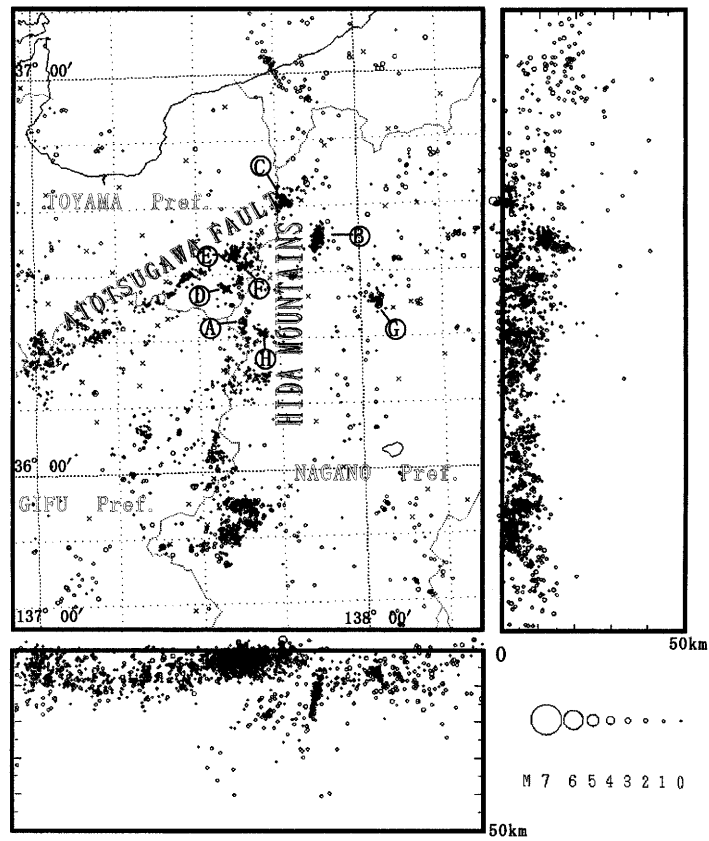 37° 00′
C
TOYAMA Pref.
ATOTSUGAWA FAULT
HIDA MOUNTAINS
B
E
D
F
A
G
H
36° 00′
NAGANO Pref.
GIFU Pref.
137° 00′
138° 00′
0
50km
M 7 6 5 4 3 2 1 0
50km